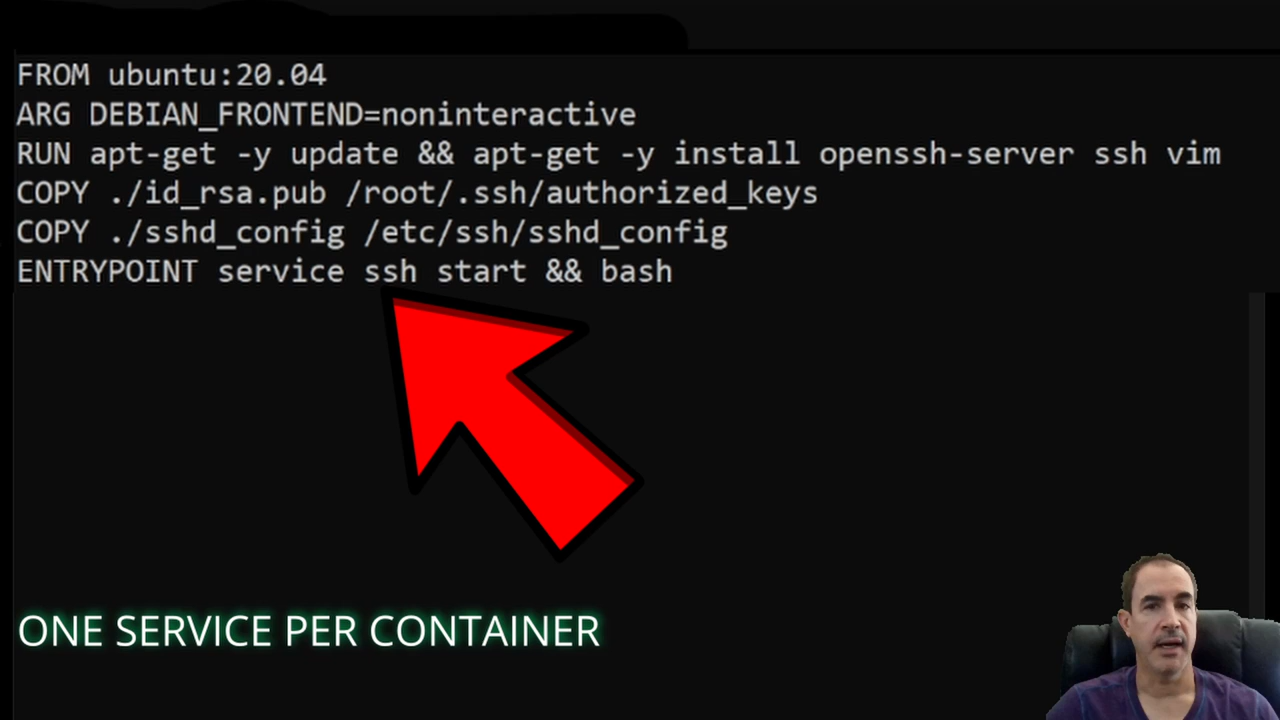 FROM ubuntu:20.04
ARG DEBIAN_FRONTEND=noninteractive
RUN apt-get -y update && apt-get -y install openssh-server ssh vim
COPY ./id_rsa.pub /root/.ssh/authorized_keys
COPY ./sshd_config /etc/ssh/sshd_config
ENTRYPOINT service ssh start && bash
ONE SERVICE PER CONTAINER